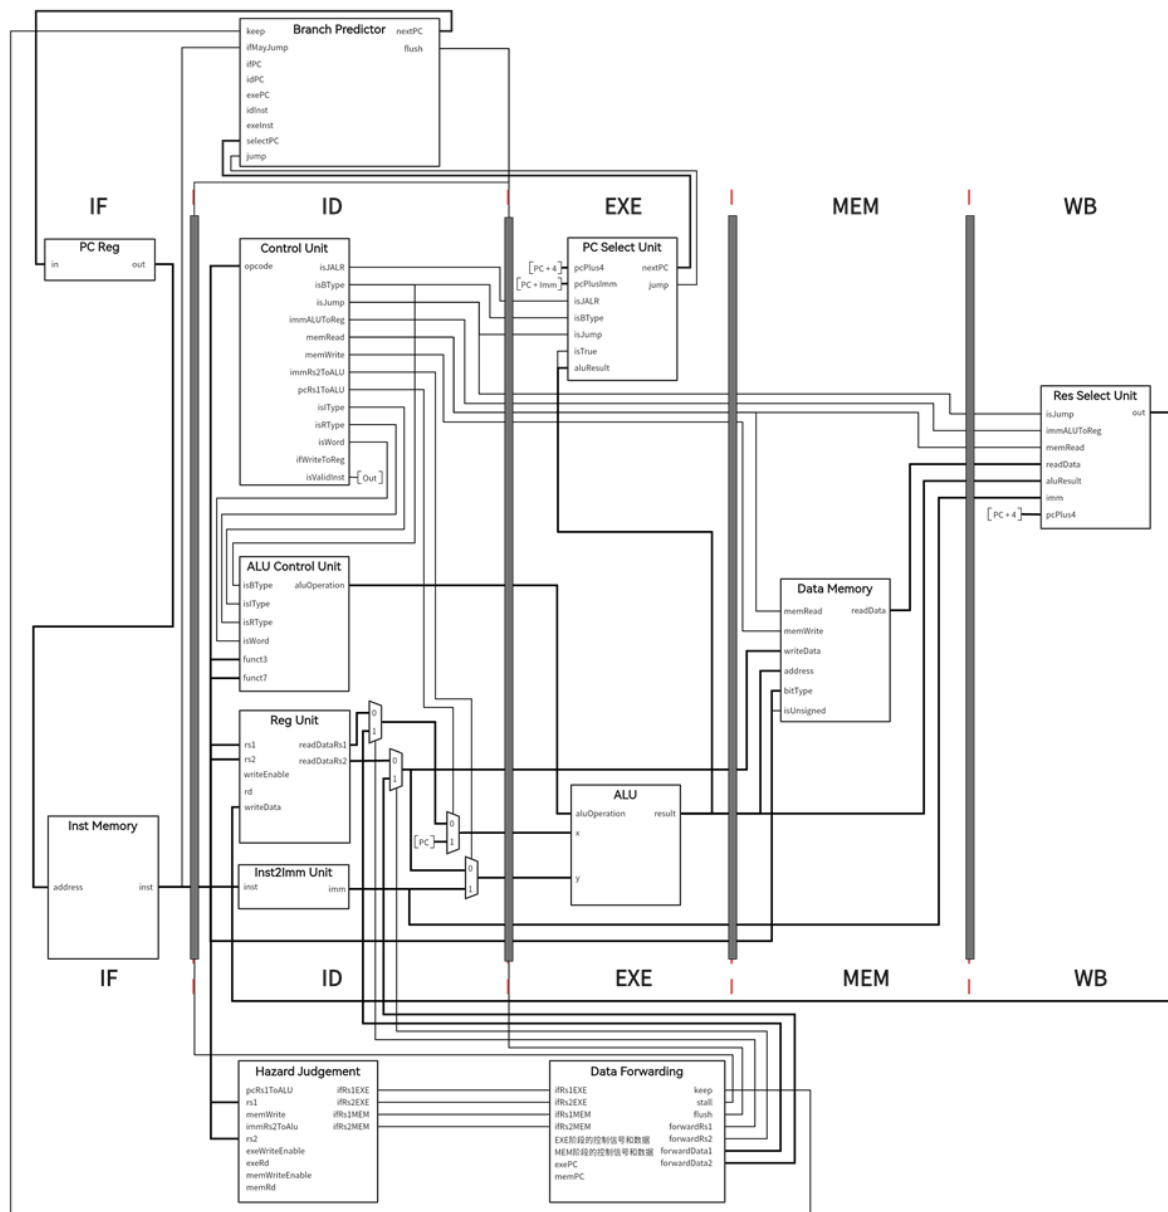 Branch Predictor
keep
nextPC
ifMayJump
flush
ifPC
idPC
exePC
idInst
exeInst
selectPC
jump
IF
ID
EXE
MEM
WB
PC Reg
in
out
Control Unit
opcode
isJALR
isBType
isJump
immALUToReg
memRead
memWrite
immRs2ToALU
pcRs1ToALU
isIType
isRType
isWord
ifWriteToReg
isValidInst
[Out]
PC Select Unit
[PC + 4]
pcPlus4
nextPC
[PC + Imm]
pcPlusImm
jump
isJALR
isBType
isJump
isTrue
aluResult
Res Select Unit
isJump
out
immALUToReg
memRead
readData
aluResult
imm
[PC + 4]
pcPlus4
ALU Control Unit
isBType
aluOperation
isIType
isRType
isWord
funct3
funct7
Data Memory
memRead
readData
memWrite
writeData
address
bitType
isUnsigned
Reg Unit
rs1
readDataRs1
rs2
readDataRs2
writeEnable
rd
writeData
0
1
0
1
0
[PC]
1
0
1
ALU
aluOperation
result
x
y
Inst Memory
address
inst
Inst2Imm Unit
inst
imm
IF
ID
EXE
MEM
WB
Hazard Judgement
pcRs1ToALU
ifRs1EXE
rs1
ifRs2EXE
memWrite
ifRs1MEM
immRs2ToAlu
ifRs2MEM
rs2
exeWriteEnable
exeRd
memWriteEnable
memRd
Data Forwarding
ifRs1EXE
keep
ifRs2EXE
stall
ifRs1MEM
flush
ifRs2MEM
forwardRs1
EXE阶段的控制信号和数据
forwardRs2
MEM阶段的控制信号和数据
forwardData1
exePC
forwardData2
memPC